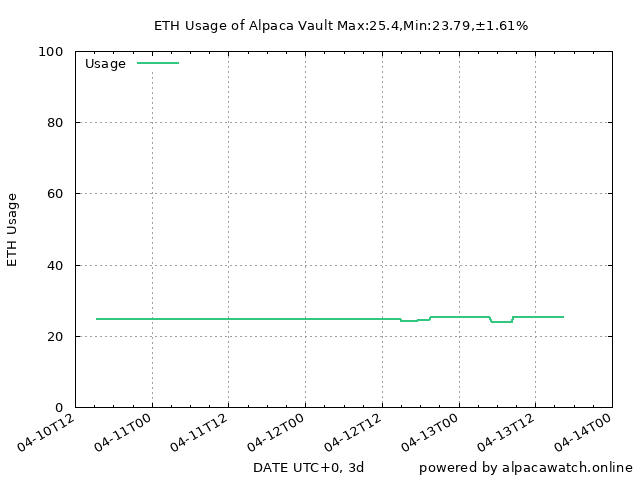 ETH Usage of Alpaca Vault Max:25.4,Min:23.79,±1.61%
100
Usage
80
60
ETH Usage
40
20
0
04-10T12 04-11T00 04-11T12 04-12T00 04-12T12 04-13T00 04-13T12 04-14T00
DATE UTC+0, 3d powered by alpacawatch.online